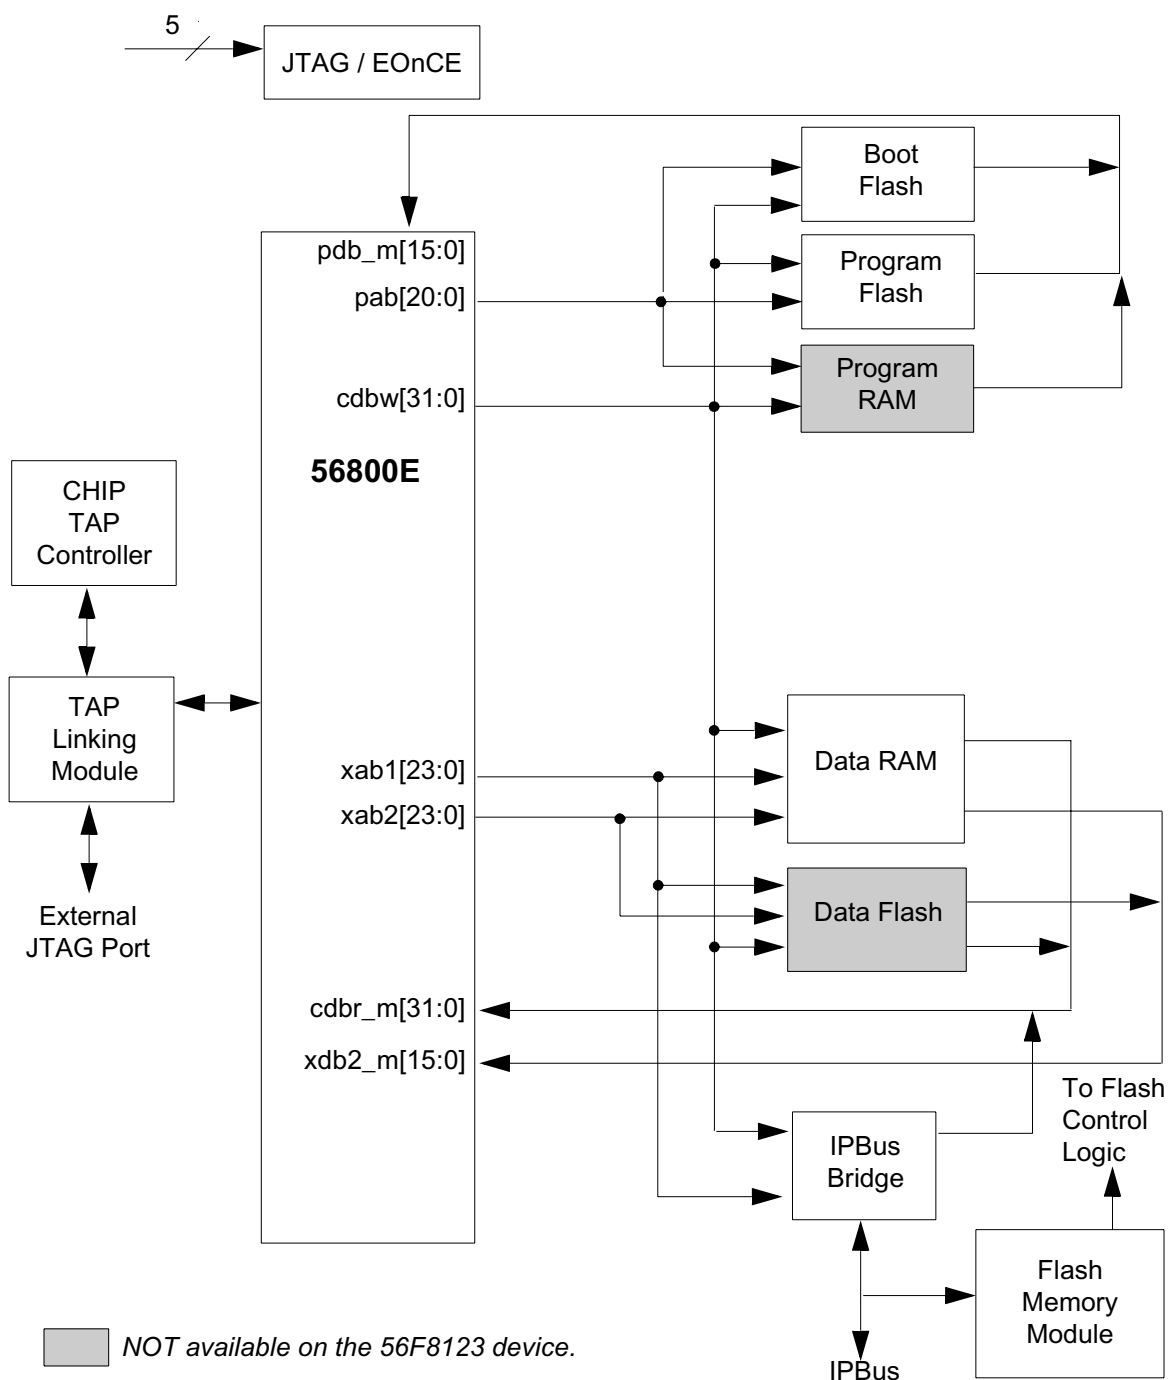 5
JTAG / EOnCE
Boot
Flash
pdb_m[15:0]
Program
Flash
pab[20:0]
Program
RAM
cdbw[31:0]
56800E
CHIP
TAP
Controller
TAP
Linking
Module
Data RAM
xab1[23:0]
xab2[23:0]
External
JTAG Port
Data Flash
cdbr_m[31:0]
xdb2_m[15:0]
To Flash
Control
Logic
IPBus
Bridge
Flash
Memory
Module
NOT available on the 56F8123 device.
IPBus